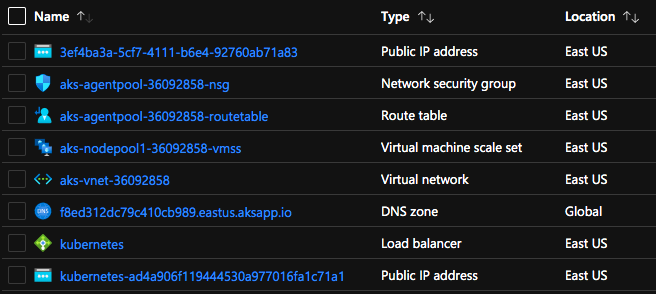 Name Type Location
3ef4ba3a-5cf7-4111-b6e4-92760ab71a83 Public IP address East US
aks-agentpool-36092858-nsg Network security group East US
aks-agentpool-36092858-routetable Route table East US
aks-nodepool1-36092858-vmss Virtual machine scale set East US
aks-vnet-36092858 Virtual network East US
DNS f8ed312dc79c410cb989.eastus.aksapp.io DNS zone Global
kubernetes Load balancer East US
kubernetes-ad4a906f119444530a977016fa1c71a1 Public IP address East US